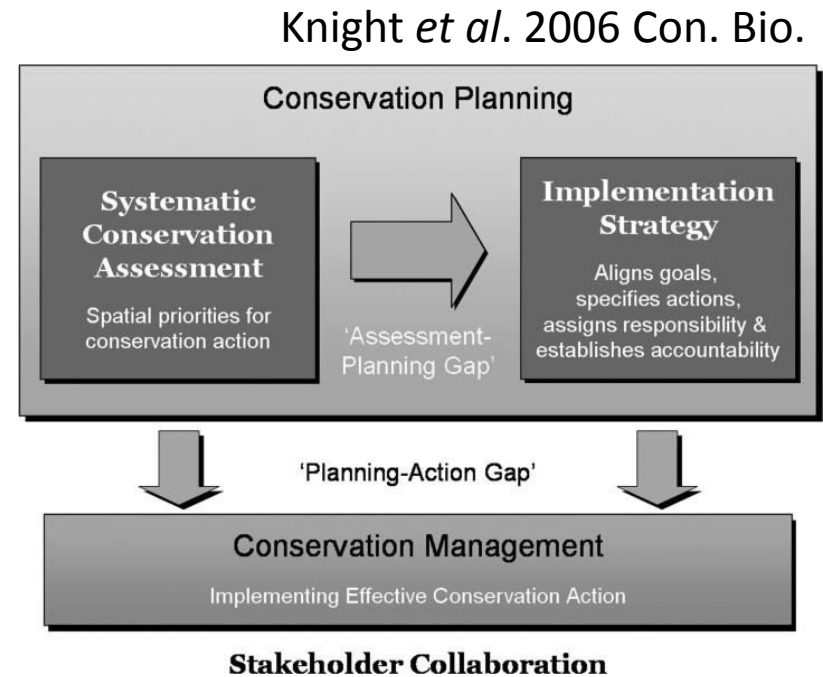 Knight et al. 2006 Con. Bio.
Conservation Planning
Systematic
Conservation
Assessment
Spatial priorities for
conservation action
‘Assessment-
Planning Gap’
Implementation
Strategy
Aligns goals,
specifies actions,
assigns responsibility &
establishes accountability
‘Planning-Action Gap’
Conservation Management
Implementing Effective Conservation Action
Stakeholder Collaboration